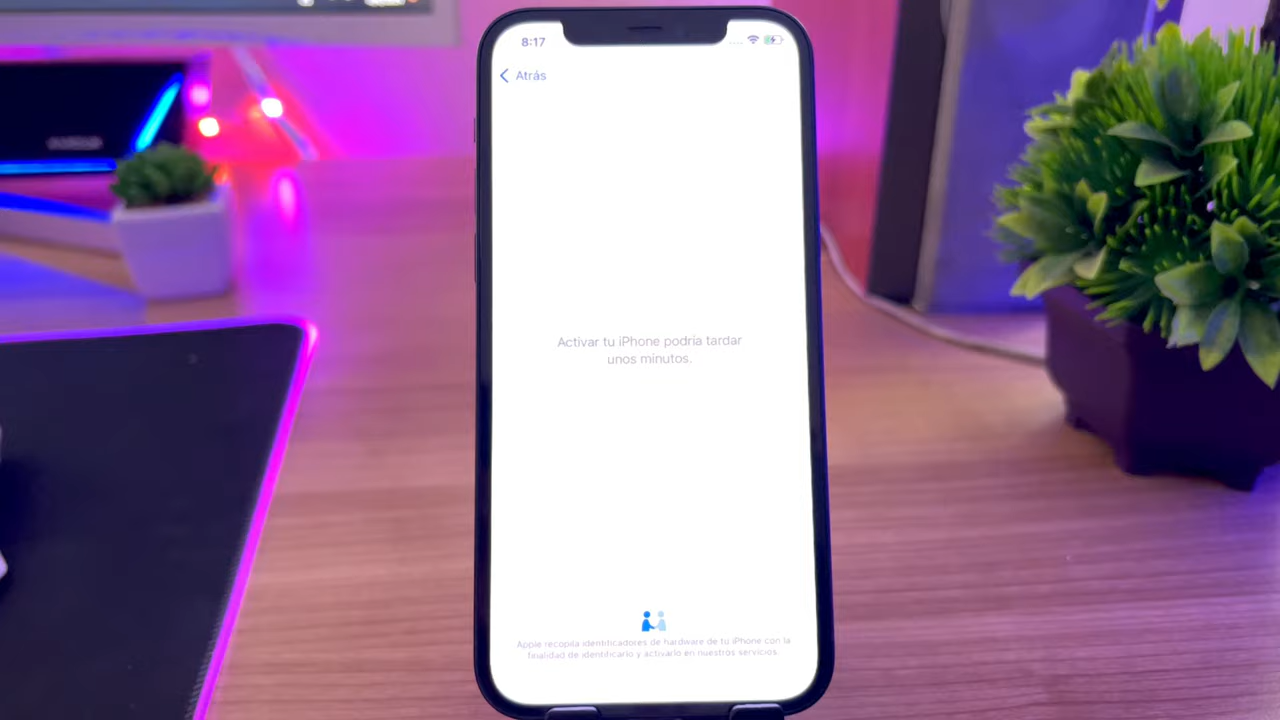 8:17
Atrás
Activar tu iPhone podría tardar
unos minutos.
Apple recopila identificadores de hardware de tu iPhone con la
finalidad de identificarlo y activarlo en nuestros servicios.